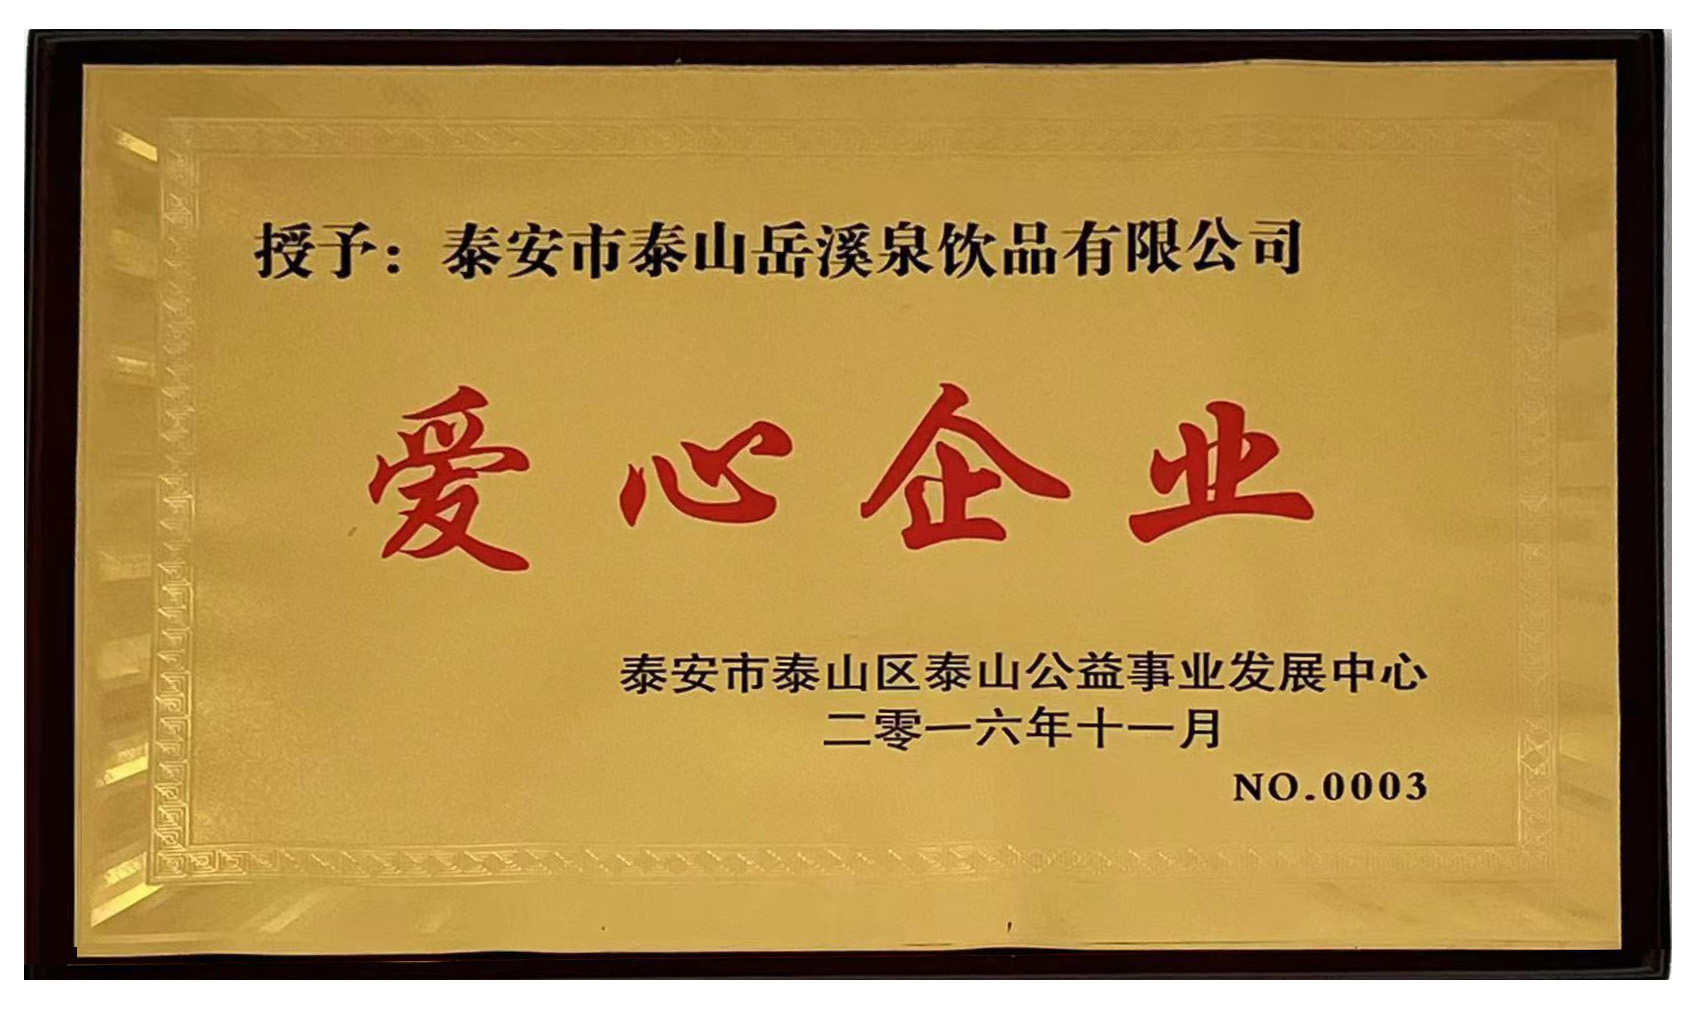 授予：泰安市泰山岳溪泉饮品有限公司
爱心企业
泰安市泰山区泰山公益事业发展中心
二零一六年十一月
NO.0003